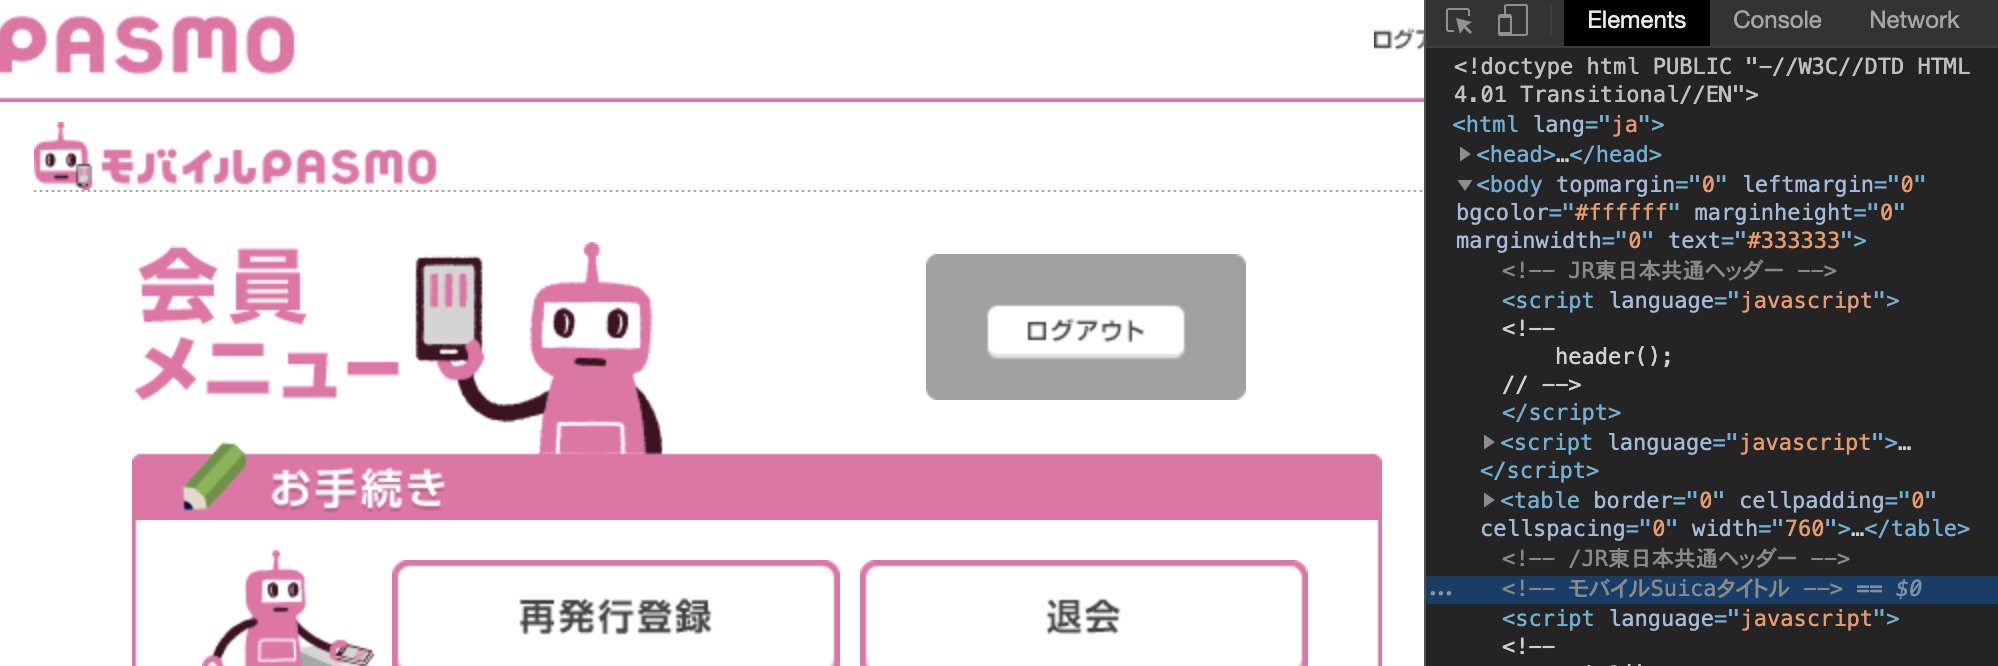 PASMO
ログア
モバイルPASMO
会員
メニュー
ログアウト
お手続き
再発行登録
退会
Elements Console Network
<!doctype html PUBLIC "-//W3C//DTD HTML
4.01 Transitional//EN">
<html lang="ja">
<head>…</head>
<body topmargin="0" leftmargin="0"
bgcolor="#ffffff" marginheight="0"
marginwidth="0" text="#333333">
<!-- JR東日本共通ヘッダー -->
<script language="javascript">
<!--
header();
// -->
</script>
<script language="javascript">…
</script>
<table border="0" cellpadding="0"
cellspacing="0" width="760">…</table>
<!-- /JR東日本共通ヘッダー -->
… <!-- モバイルSuicaタイトル --> == $0
<script language="javascript">
<!--